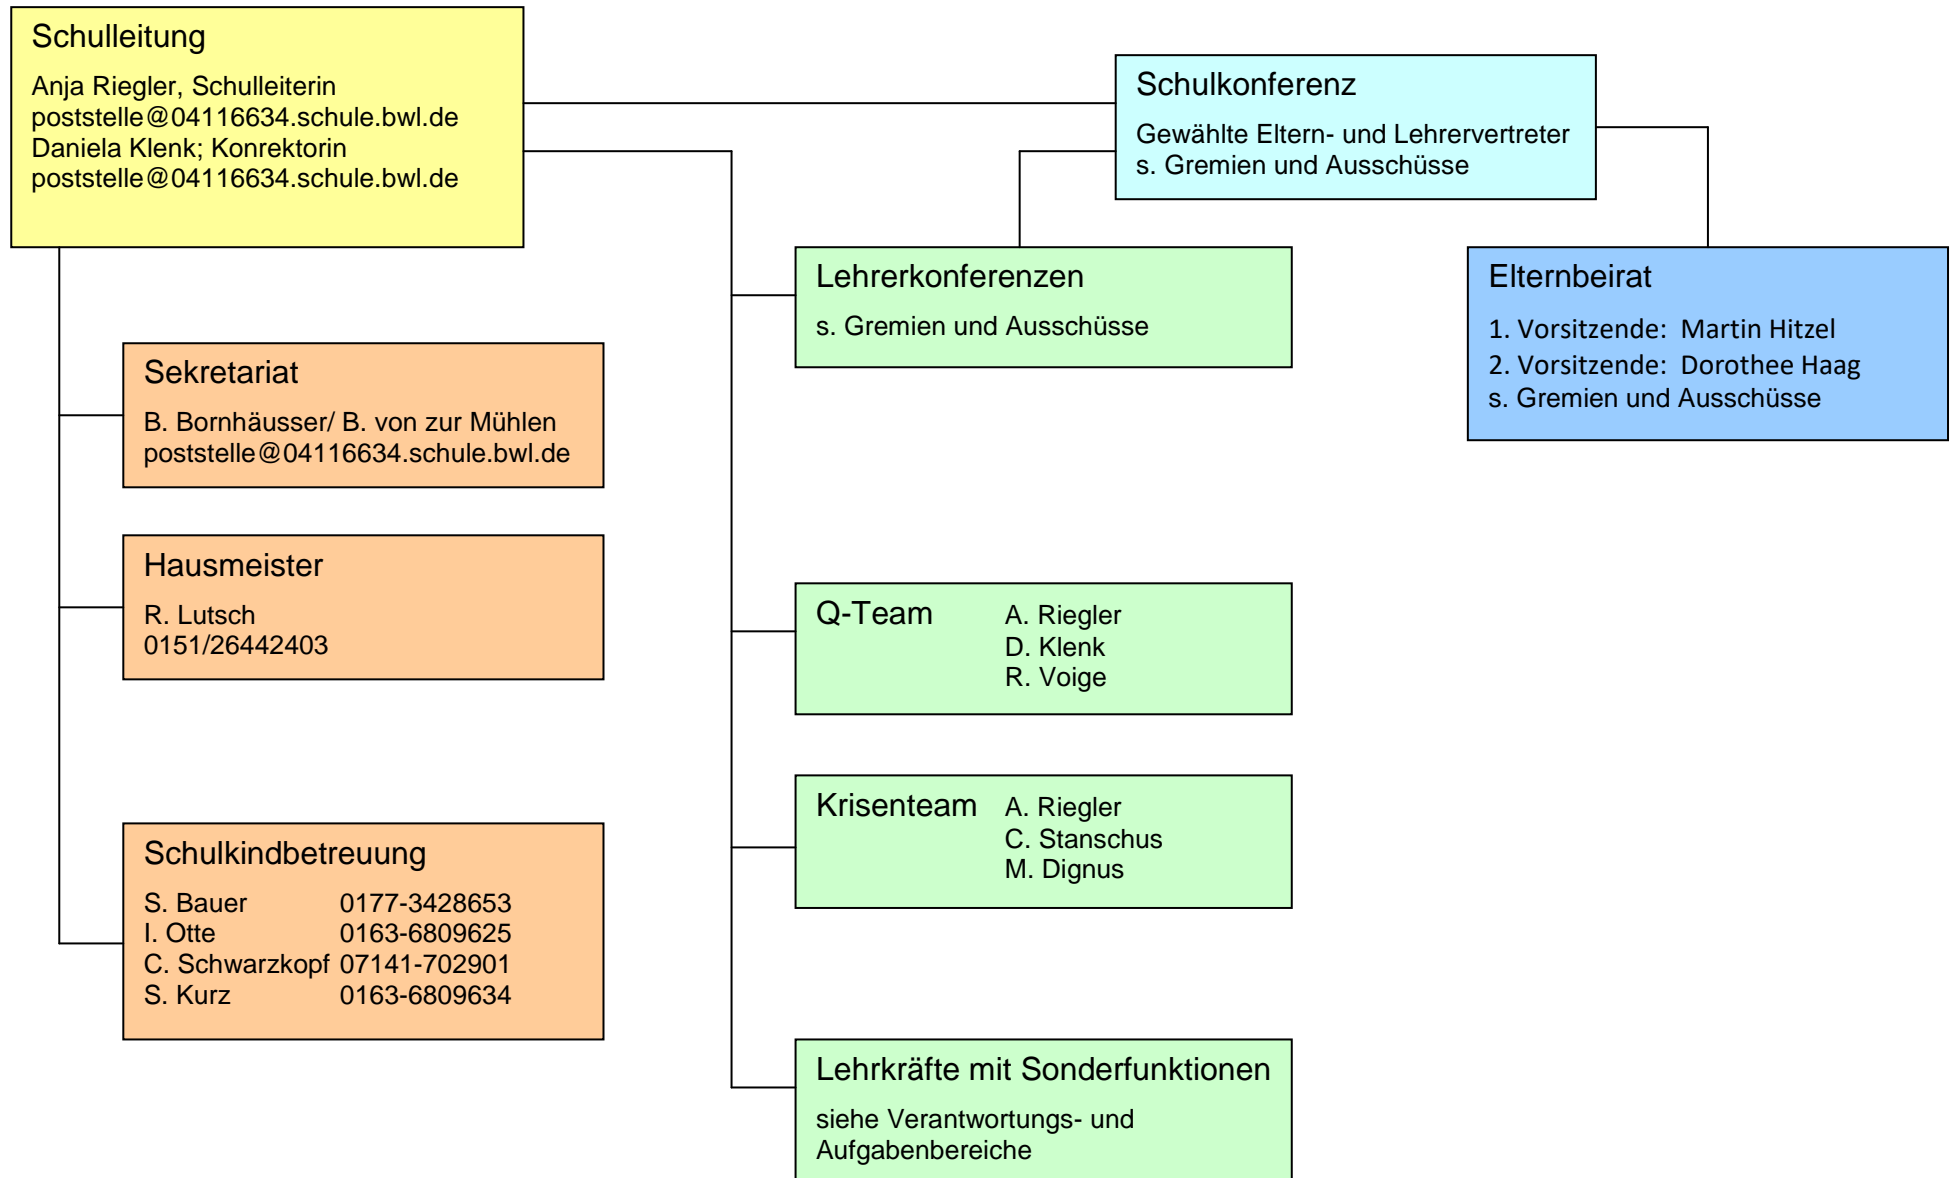 Schulleitung
Anja Riegler, Schulleiterin
poststelle@04116634.schule.bwl.de
Daniela Klenk; Konrektorin
poststelle@04116634.schule.bwl.de
Schulkonferenz
Gewählte Eltern- und Lehrervertreter
s. Gremien und Ausschüsse
Lehrerkonferenzen
s. Gremien und Ausschüsse
Elternbeirat
1. Vorsitzende: Martin Hitzel
2. Vorsitzende: Dorothee Haag
s. Gremien und Ausschüsse
Sekretariat
B. Bornhäusser/ B. von zur Mühlen
poststelle@04116634.schule.bwl.de
Hausmeister
R. Lutsch
0151/26442403
Q-Team A. Riegler
D. Klenk
R. Voige
Krisenteam A. Riegler
C. Stanschus
M. Dignus
Schulkindbetreuung
S. Bauer 0177-3428653
I. Otte 0163-6809625
C. Schwarzkopf 07141-702901
S. Kurz 0163-6809634
Lehrkräfte mit Sonderfunktionen
siehe Verantwortungs- und
Aufgabenbereiche